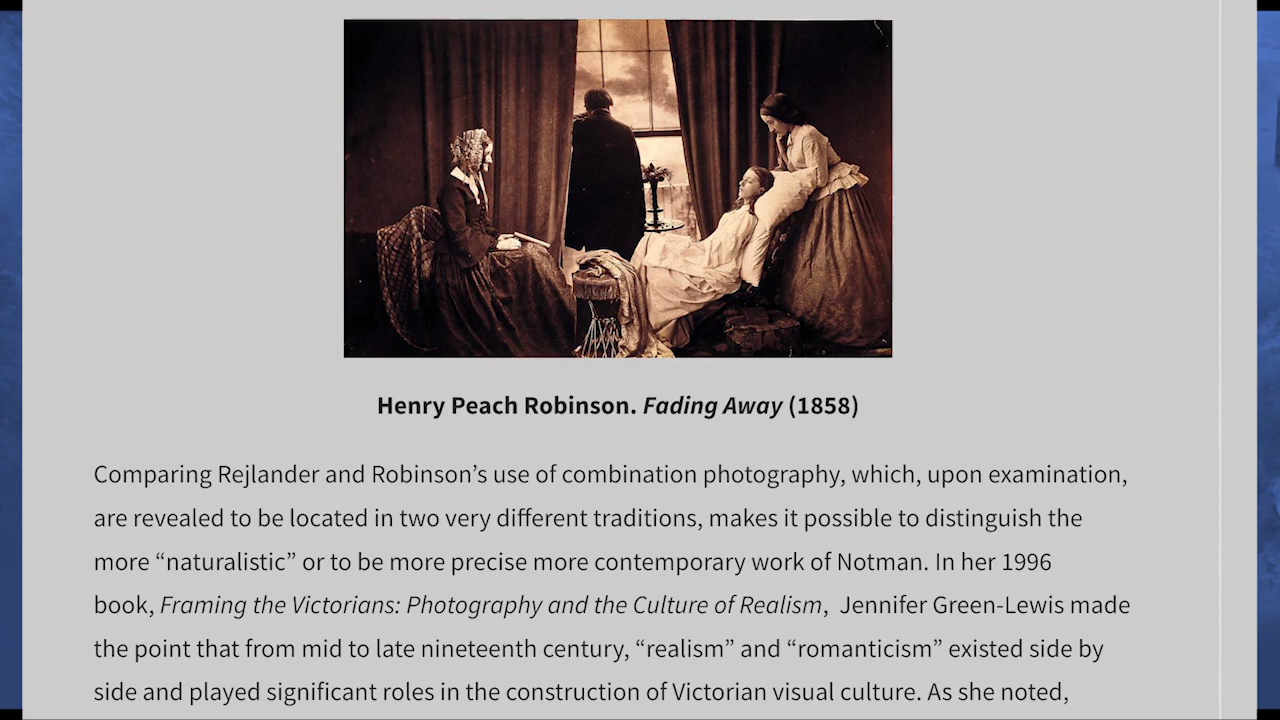 Henry Peach Robinson. Fading Away (1858)
Comparing Rejlander and Robinson’s use of combination photography, which, upon examination,
are revealed to be located in two very different traditions, makes it possible to distinguish the
more “naturalistic” or to be more precise more contemporary work of Notman. In her 1996
book, Framing the Victorians: Photography and the Culture of Realism,  Jennifer Green-Lewis made
the point that from mid to late nineteenth century, “realism” and “romanticism” existed side by
side and played significant roles in the construction of Victorian visual culture. As she noted,